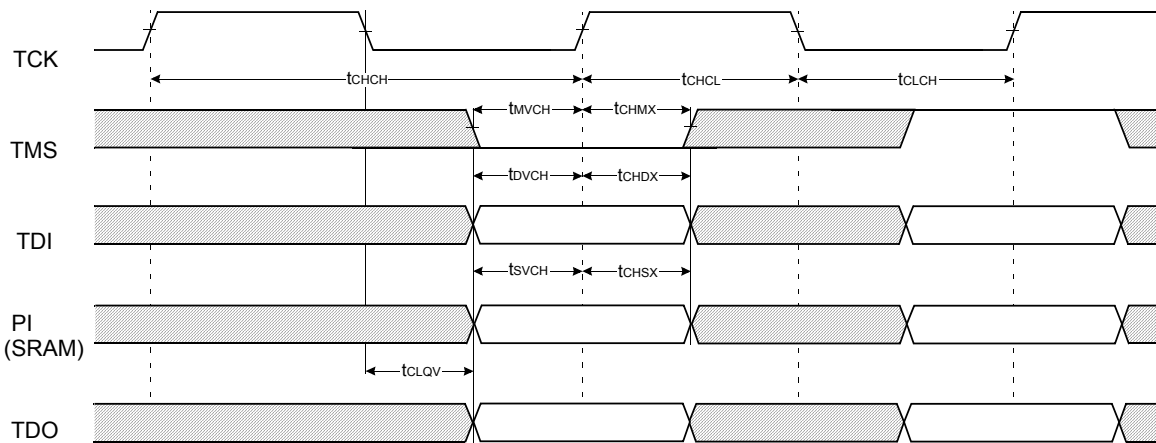 TCK
tCHCH
tCHCL
tCLCH
tMVCH
tCHMX
TMS
tDVCH
tCHDX
TDI
tSVCH
tCHSX
PI
(SRAM)
tCLQV
TDO